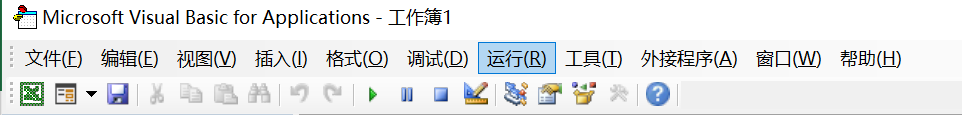 Microsoft Visual Basic for Applications - 工作簿1
文件(F) 编辑(E) 视图(V) 插入(I) 格式(O) 调试(D) 运行(R) 工具(T) 外接程序(A) 窗口(W) 帮助(H)